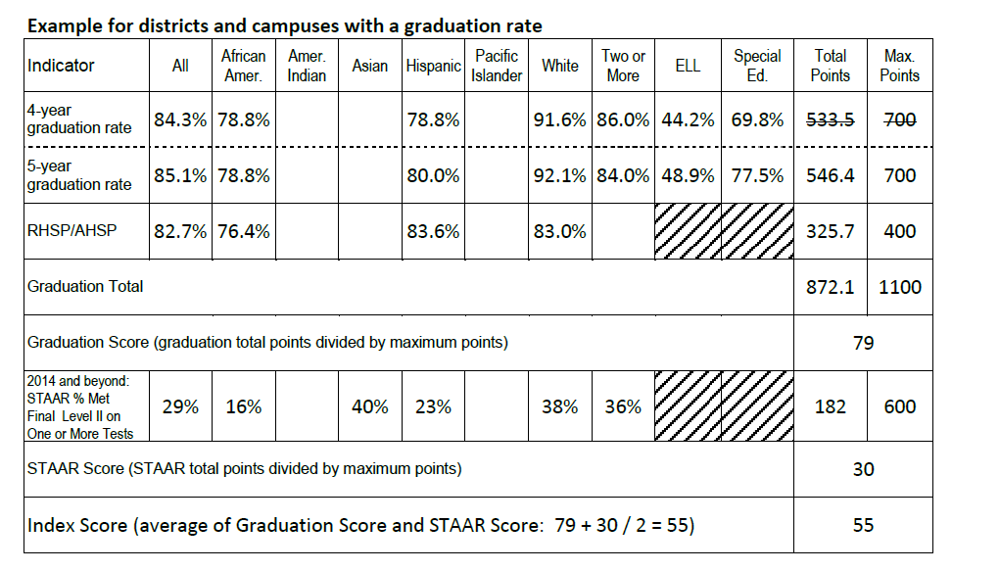 Example for districts and campuses with a graduation rate
Indicator All African Amer. Amer. Indian Asian Hispanic Pacific Islander White Two or More ELL Special Ed. Total Points Max. Points
4-year graduation rate 84.3% 78.8% 78.8% 91.6% 86.0% 44.2% 69.8% 533.5 700
5-year graduation rate 85.1% 78.8% 80.0% 92.1% 84.0% 48.9% 77.5% 546.4 700
RHSP/AHSP 82.7% 76.4% 83.6% 83.0% 325.7 400
Graduation Total 872.1 1100
Graduation Score (graduation total points divided by maximum points) 79
2014 and beyond:
STAAR % Met
Final Level II on
One or More Tests 29% 16% 40% 23% 38% 36% 182 600
STAAR Score (STAAR total points divided by maximum points) 30
Index Score (average of Graduation Score and STAAR Score: 79 + 30 / 2 = 55) 55